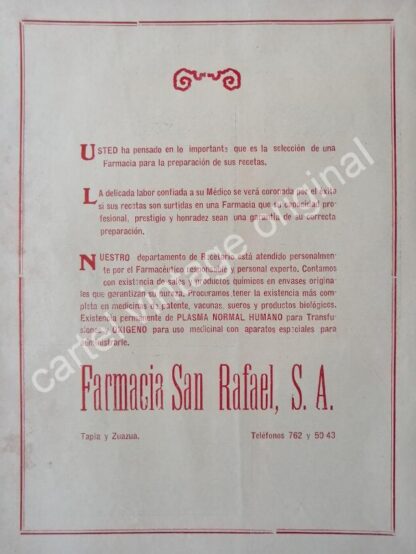 USTED ha pensado en lo importante que es la selección de una
Farmacia para la preparación de sus recetas.
LA delicada labor confiada a su Médico se verá coronada por el éxito
si sus recetas son surtidas en una Farmacia que su capacidad pro-
fesional, prestigio y honradez sean una garantía de su correcta
preparación.
NUESTRO departamento de Recetario está atendido personalmen-
te por el Farmacéutico responsable y personal experto. Contamos
con existencia de sales y productos químicos en envases origina
les que garantizan su pureza. Procuramos tener la existencia más com
pleta en medicinas de patente, vacunas, sueros y productos biológicos.
Existencia permanente de PLASMA NORMAL HUMANO para Transfu
siones y OXIGENO para uso medicinal con aparatos especiales para
administrarle.
Farmacia San Rafael, S. A.
Tapia y Zuazua. Teléfonos 762 y 50-43
cartel vintage original